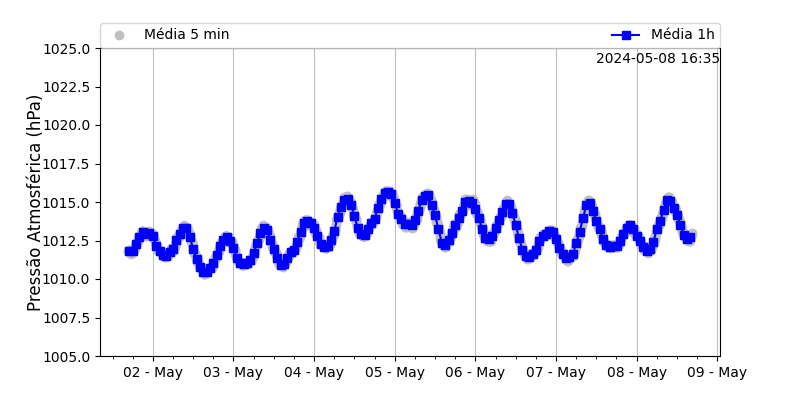 Média 5 min
Média 1h
2024-05-08 16:35
Pressão Atmosférica (hPa)
1025.0
1022.5
1020.0
1017.5
1015.0
1012.5
1010.0
1007.5
1005.0
02 - May
03 - May
04 - May
05 - May
06 - May
07 - May
08 - May
09 - May